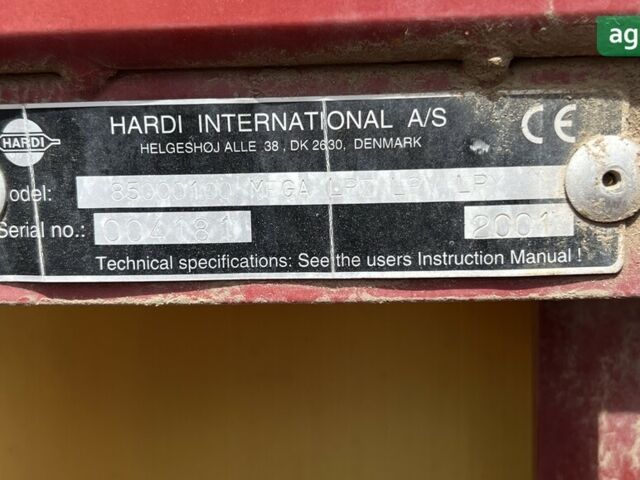 ag
HARDI
HARDI INTERNATIONAL A/S
HELGESHØJ ALLE 38, DK 2630, DENMARK
CE
odel: 85000100 MEGA LPY LP
Serial no.: 004181 2001
Technical specifications: See the users Instruction Manual !